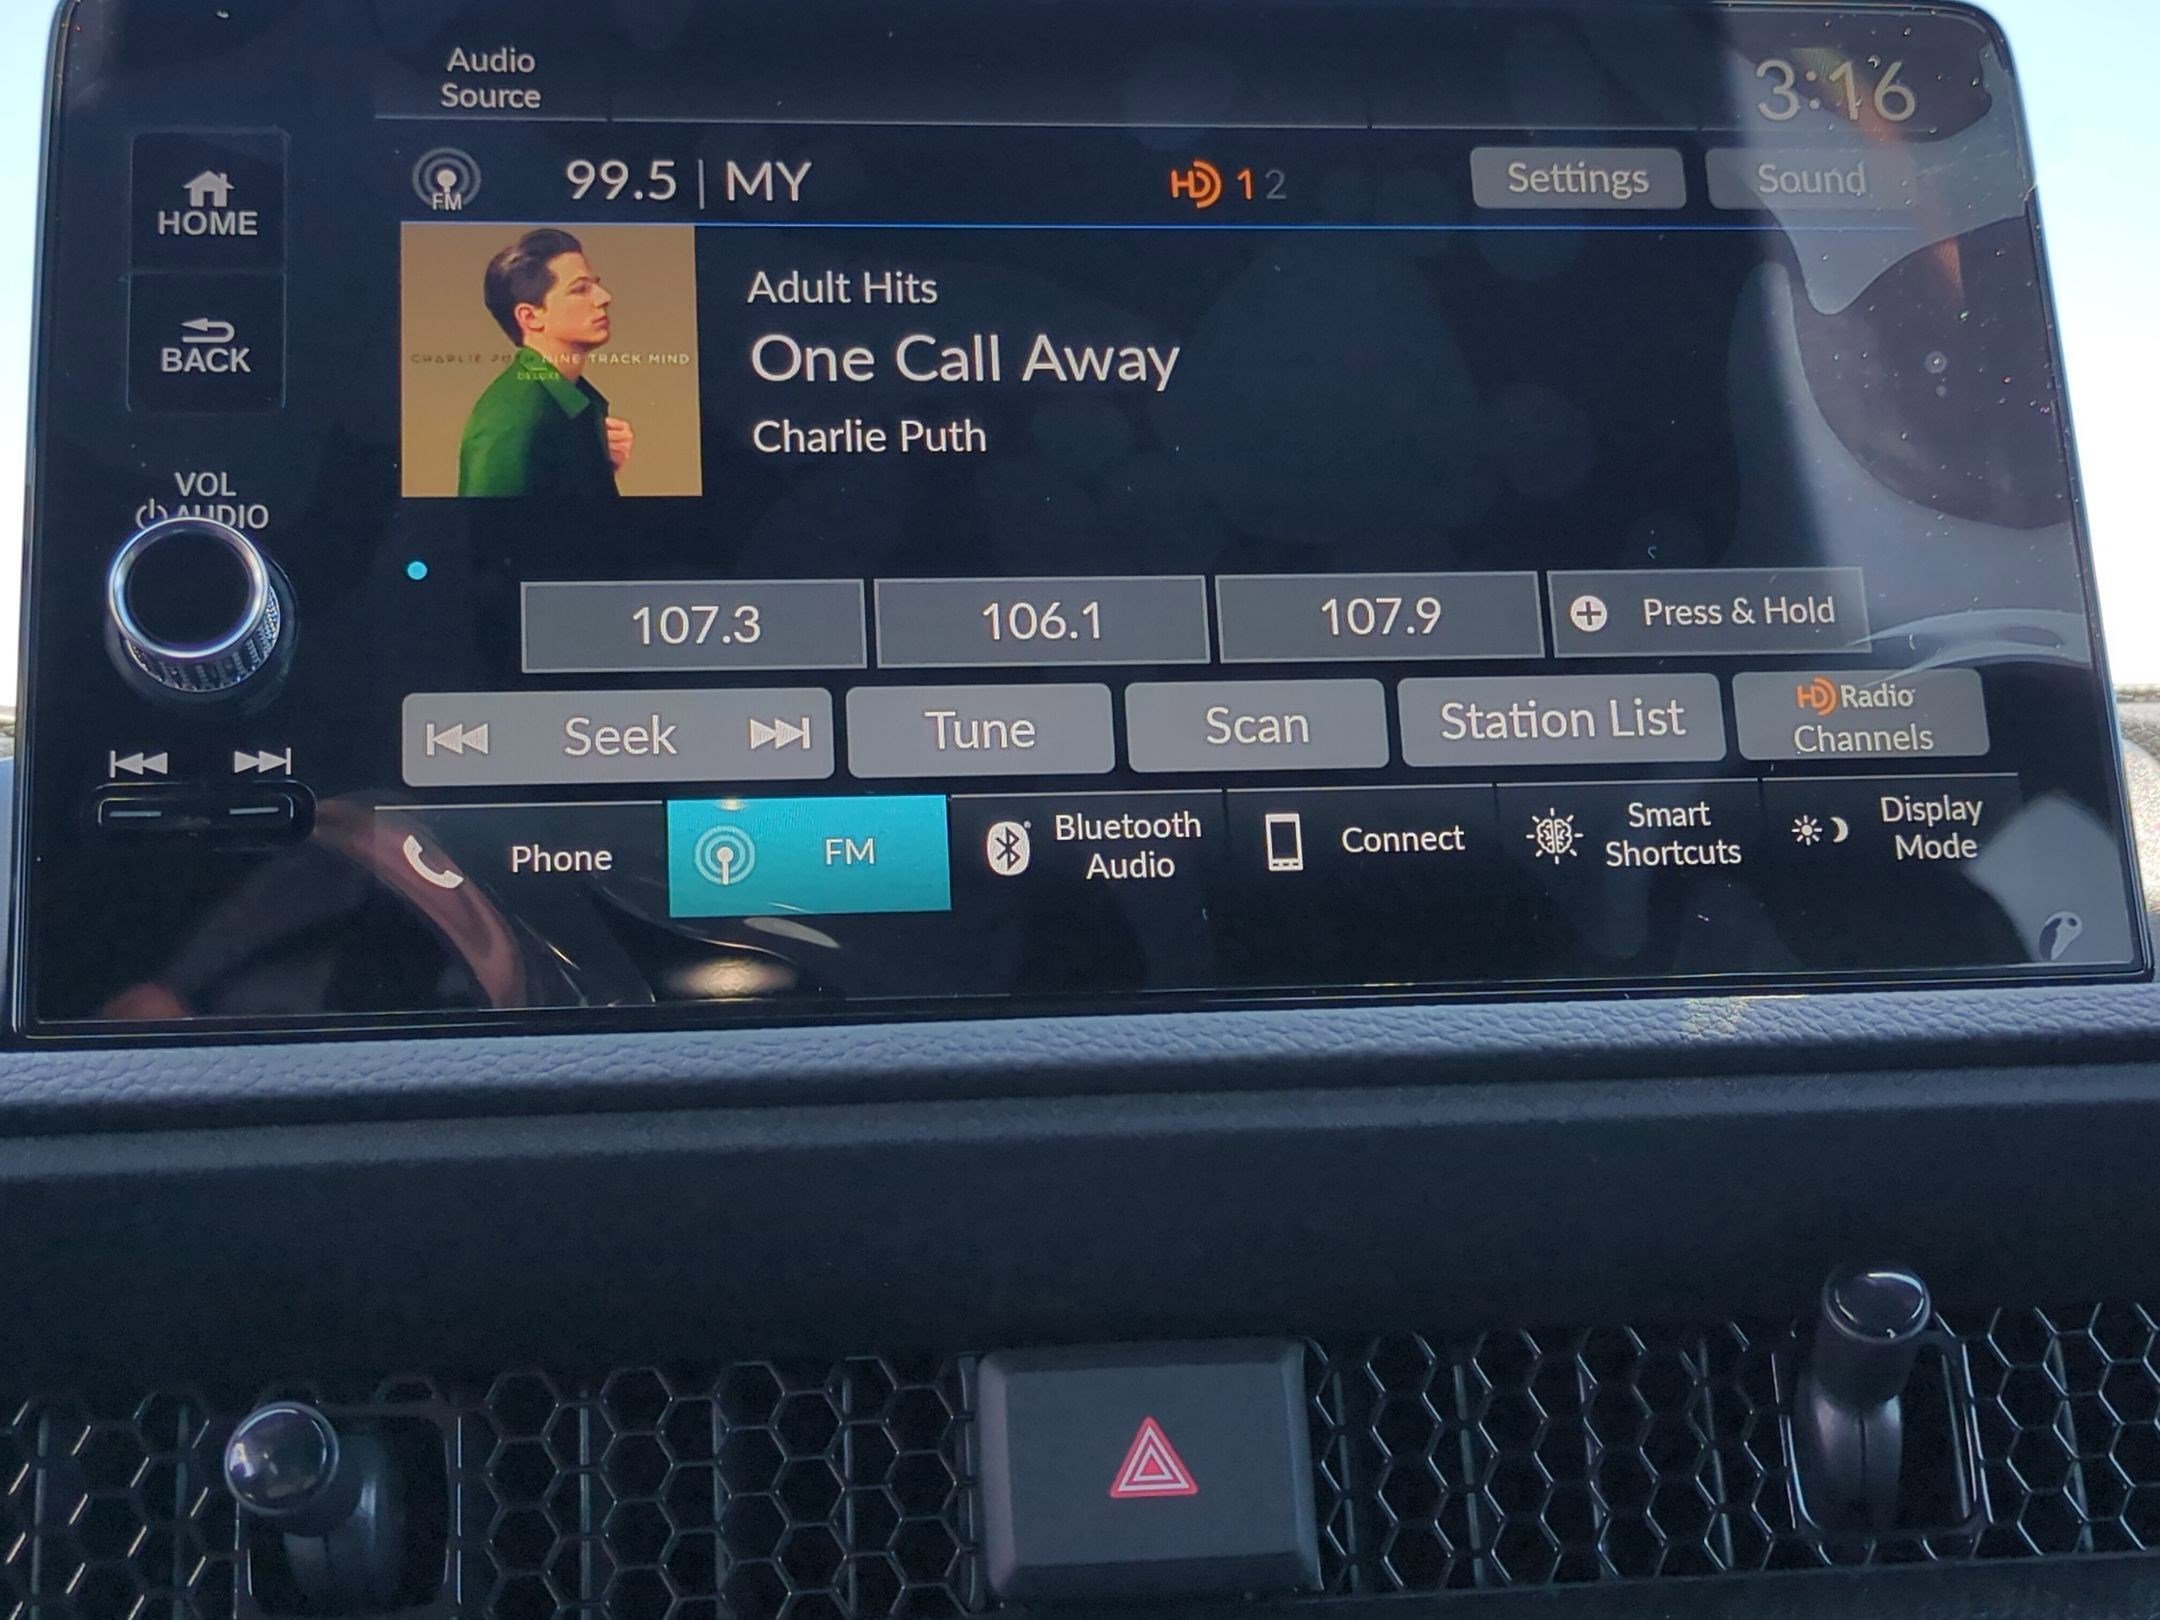 Audio
Source
3:16
HOME
BACK
VOL
AUDIO
FM
99.5 | MY
HD 1 2
Settings
Sound
CHARLIE PUTH NINE TRACK MIND
DELUXE
Adult Hits
One Call Away
Charlie Puth
107.3
106.1
107.9
Press & Hold
Seek
Tune
Scan
Station List
HD Radio
Channels
Phone
FM
Bluetooth
Audio
Connect
Smart
Shortcuts
Display
Mode